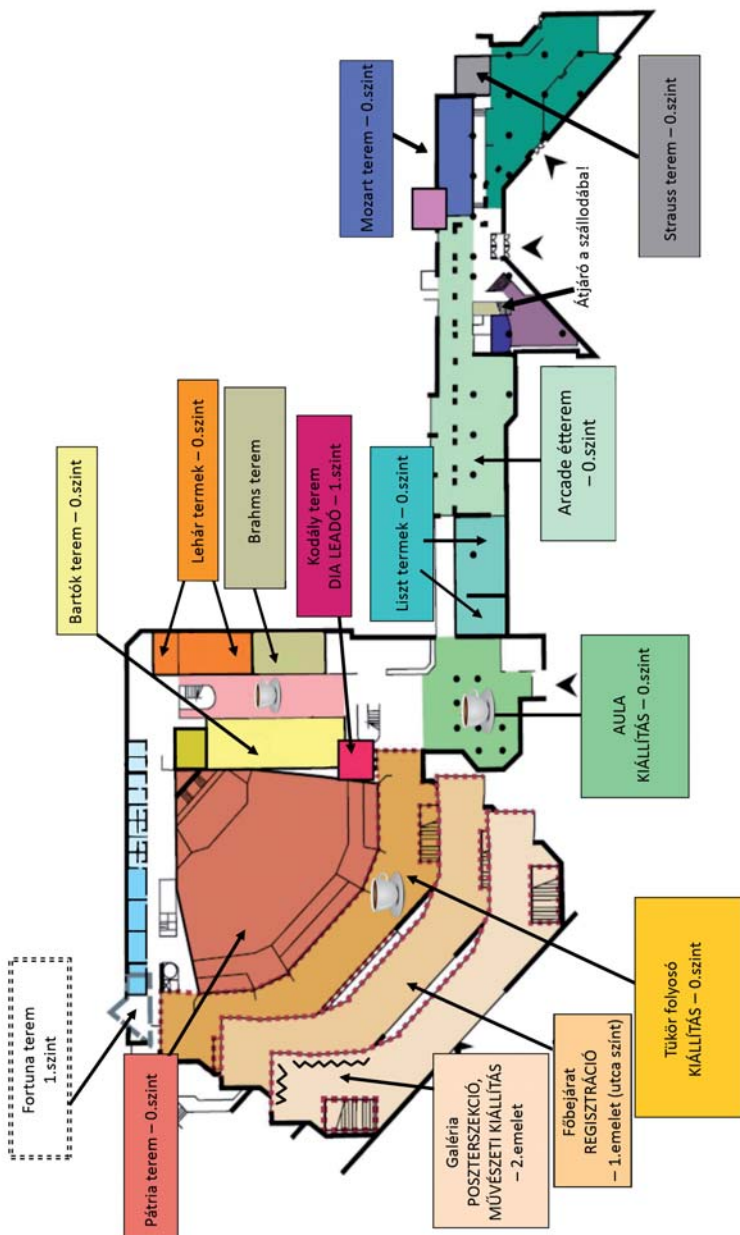 Fortuna terem
1.szint
Pátria terem – 0.szint
Bartók terem – 0.szint
Lehár termek – 0.szint
Brahms terem
Kodály terem
DIA LEADÓ – 1.szint
Liszt termek – 0.szint
Mozart terem – 0.szint
Strauss terem – 0.szint
Átjáró a szállodába!
Arcade étterem
– 0.szint
AULA
KIÁLLÍTÁS – 0.szint
Tükör folyosó
KIÁLLÍTÁS – 0.szint
Főbejárat
REGISZTRÁCIÓ
– 1.emelet (utca szint)
Galéria
POSZTERSZEKCIÓ,
MŰVÉSZETI KIÁLLÍTÁS
– 2.emelet